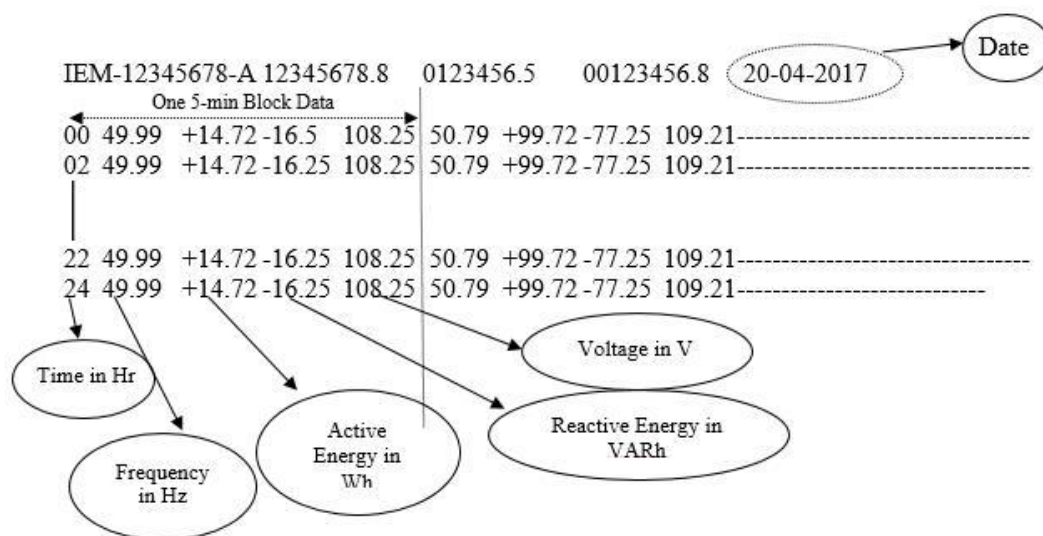 Date
IEM-12345678-A 12345678.8 0123456.5 00123456.8 20-04-2017
One 5-min Block Data
00 49.99 +14.72 -16.5 108.25 50.79 +99.72 -77.25 109.21------------------------------
02 49.99 +14.72 -16.25 108.25 50.79 +99.72 -77.25 109.21------------------------------
22 49.99 +14.72 -16.25 108.25 50.79 +99.72 -77.25 109.21------------------------------
24 49.99 +14.72 -16.25 108.25 50.79 +99.72 -77.25 109.21-------------------------
Voltage in V
Time in Hr
Active
Energy in
Wh
Reactive Energy in
VARh
Frequency
in Hz